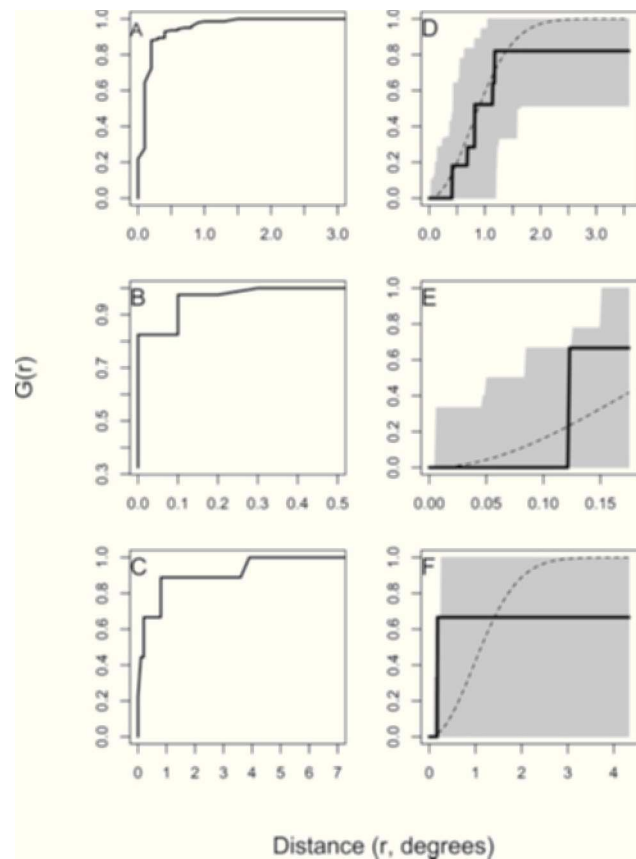 G(r)
A
0.0 0.2 0.4 0.6 0.8 1.0
0.0 1.0 2.0 3.0
D
0.0 0.2 0.4 0.6 0.8 1.0
0.0 1.0 2.0 3.0
B
0.3 0.5 0.7 0.9
0.0 0.1 0.2 0.3 0.4 0.5
E
0.0 0.2 0.4 0.6 0.8 1.0
0.00 0.05 0.10 0.15
C
0.0 0.2 0.4 0.6 0.8 1.0
0 1 2 3 4 5 6 7
F
0.0 0.2 0.4 0.6 0.8 1.0
0 1 2 3 4
Distance (r, degrees)